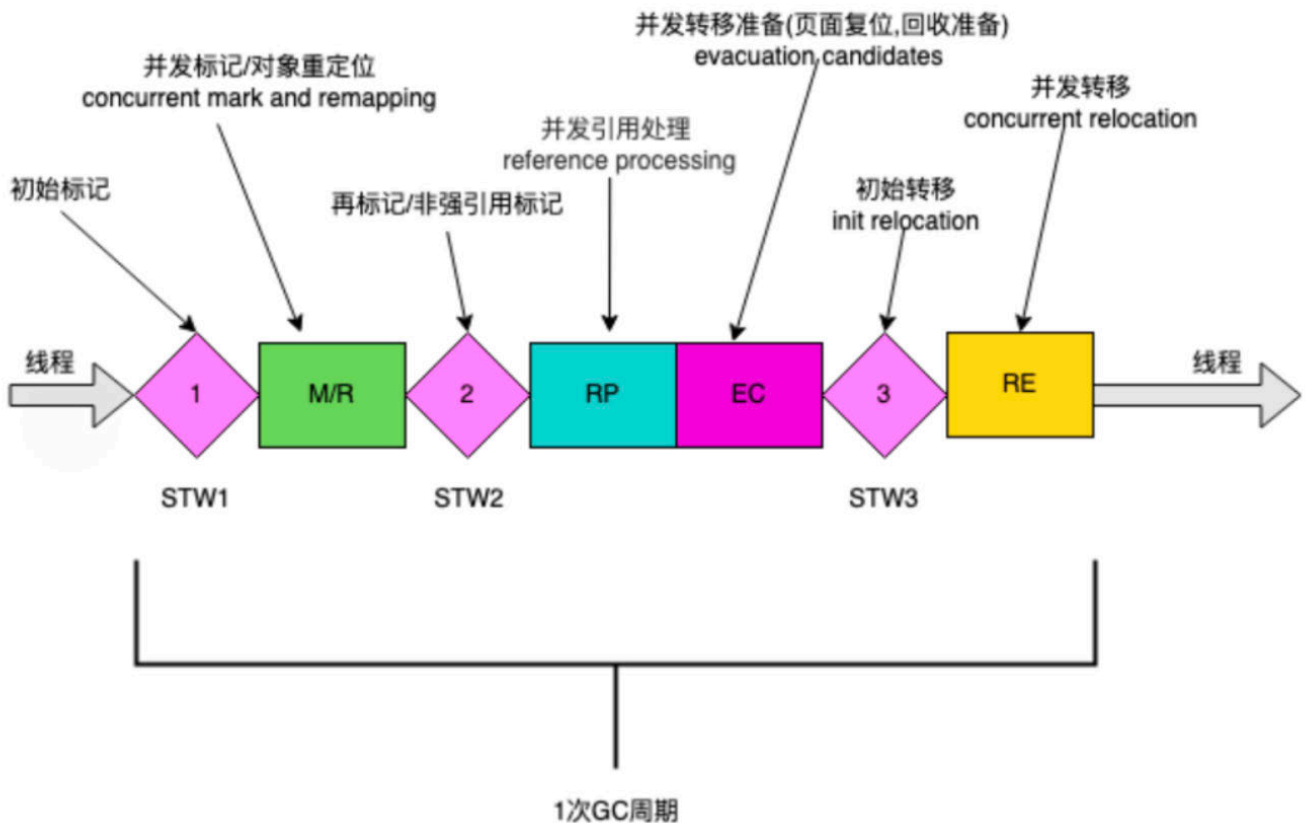 并发转移准备(页面复位,回收准备)
evacuation candidates
并发标记/对象重定位
concurrent mark and remapping
并发转移
concurrent relocation
并发引用处理
reference processing
初始标记
再标记/非强引用标记
初始转移
init relocation
线程
1
M/R
2
RP
EC
3
RE
线程
STW1
STW2
STW3
1次GC周期